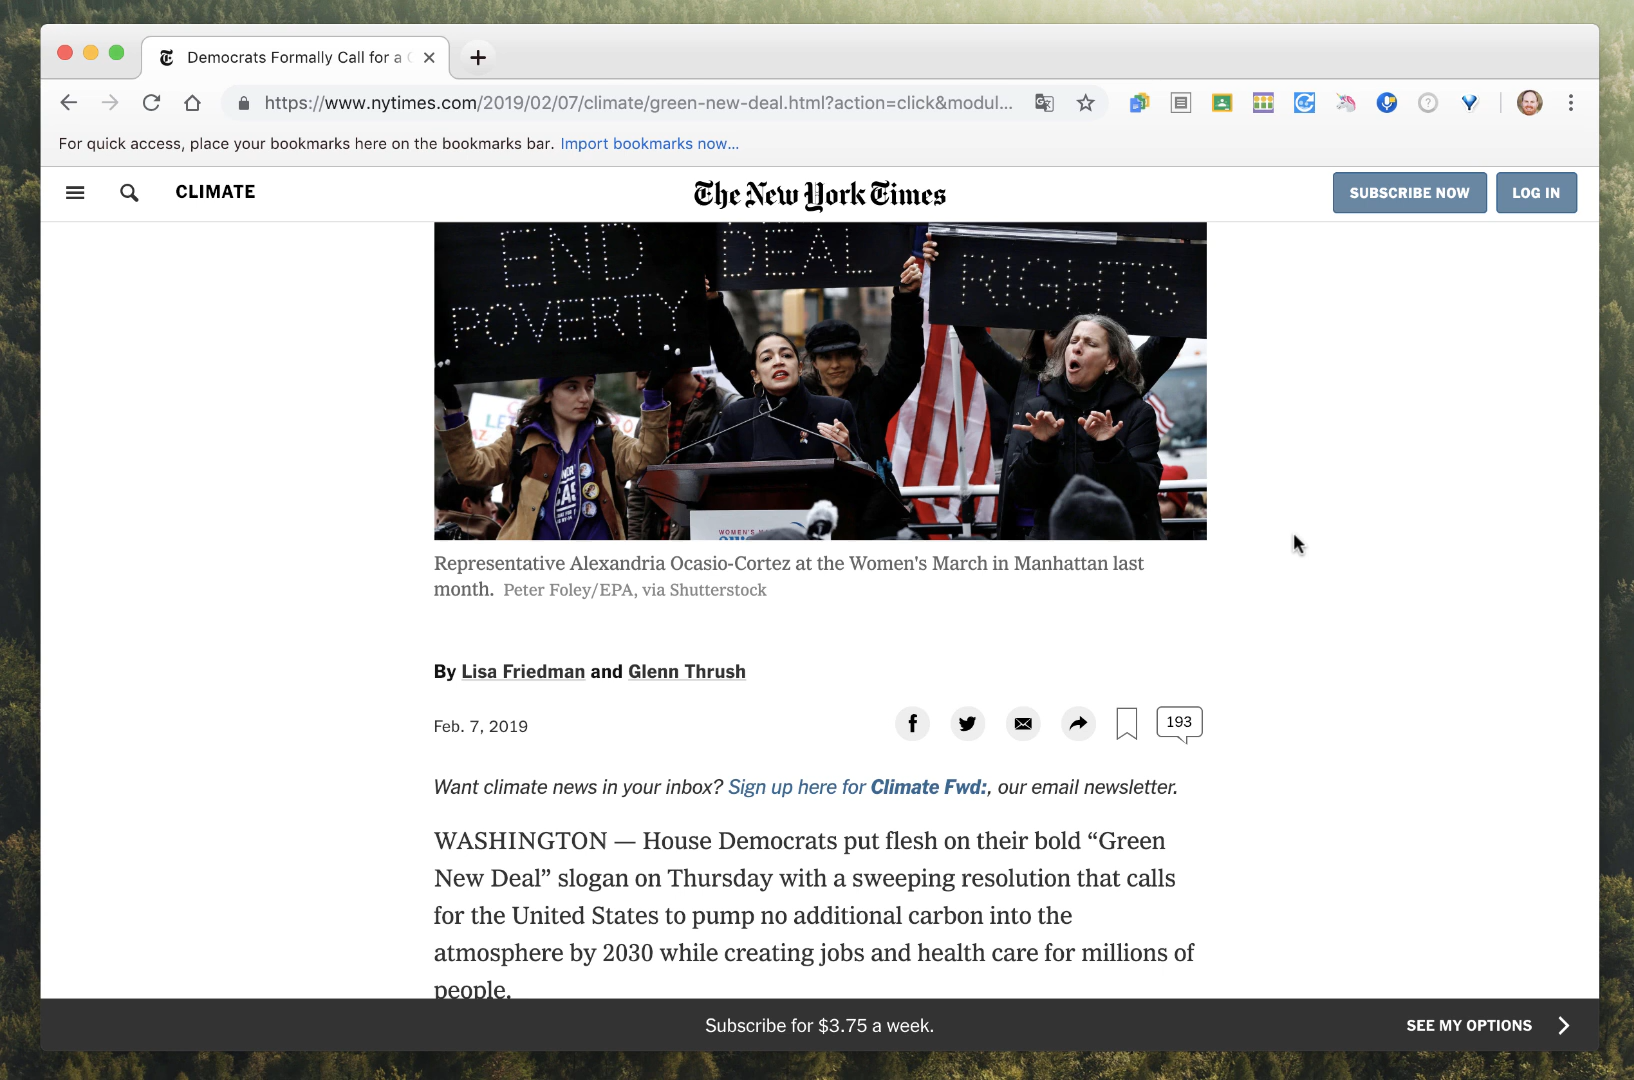 Democrats Formally Call for a
https://www.nytimes.com/2019/02/07/climate/green-new-deal.html?action=click&modul...
For quick access, place your bookmarks here on the bookmarks bar. Import bookmarks now...
CLIMATE
The New York Times
SUBSCRIBE NOW
LOG IN
END
POVERTY
DEAL
RIGHTS
WOMEN'S
Representative Alexandria Ocasio-Cortez at the Women's March in Manhattan last
month. Peter Foley/EPA, via Shutterstock
By Lisa Friedman and Glenn Thrush
Feb. 7, 2019
193
Want climate news in your inbox? Sign up here for Climate Fwd:, our email newsletter.
WASHINGTON — House Democrats put flesh on their bold “Green
New Deal” slogan on Thursday with a sweeping resolution that calls
for the United States to pump no additional carbon into the
atmosphere by 2030 while creating jobs and health care for millions of
people.
Subscribe for $3.75 a week.
SEE MY OPTIONS